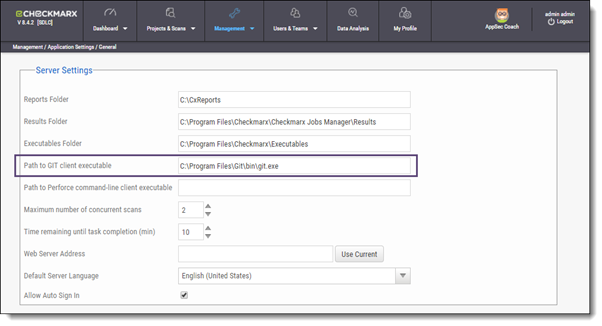 CHECKMARX
V 8.4.2 [SDLC]
Dashboard
Projects & Scans
Management
Users & Teams
Data Analysis
My Profile
AppSec Coach
admin admin
Logout
Management / Application Settings / General
Server Settings
Reports Folder C:\CxReports
Results Folder C:\Program Files\Checkmarx\Checkmarx Jobs Manager\Results
Executables Folder C:\Program Files\Checkmarx\Executables
Path to GIT client executable C:\Program Files\Git\bin\git.exe
Path to Perforce command-line client executable
Maximum number of concurrent scans 2
Time remaining until task completion (min) 10
Web Server Address Use Current
Default Server Language English (United States)
Allow Auto Sign In